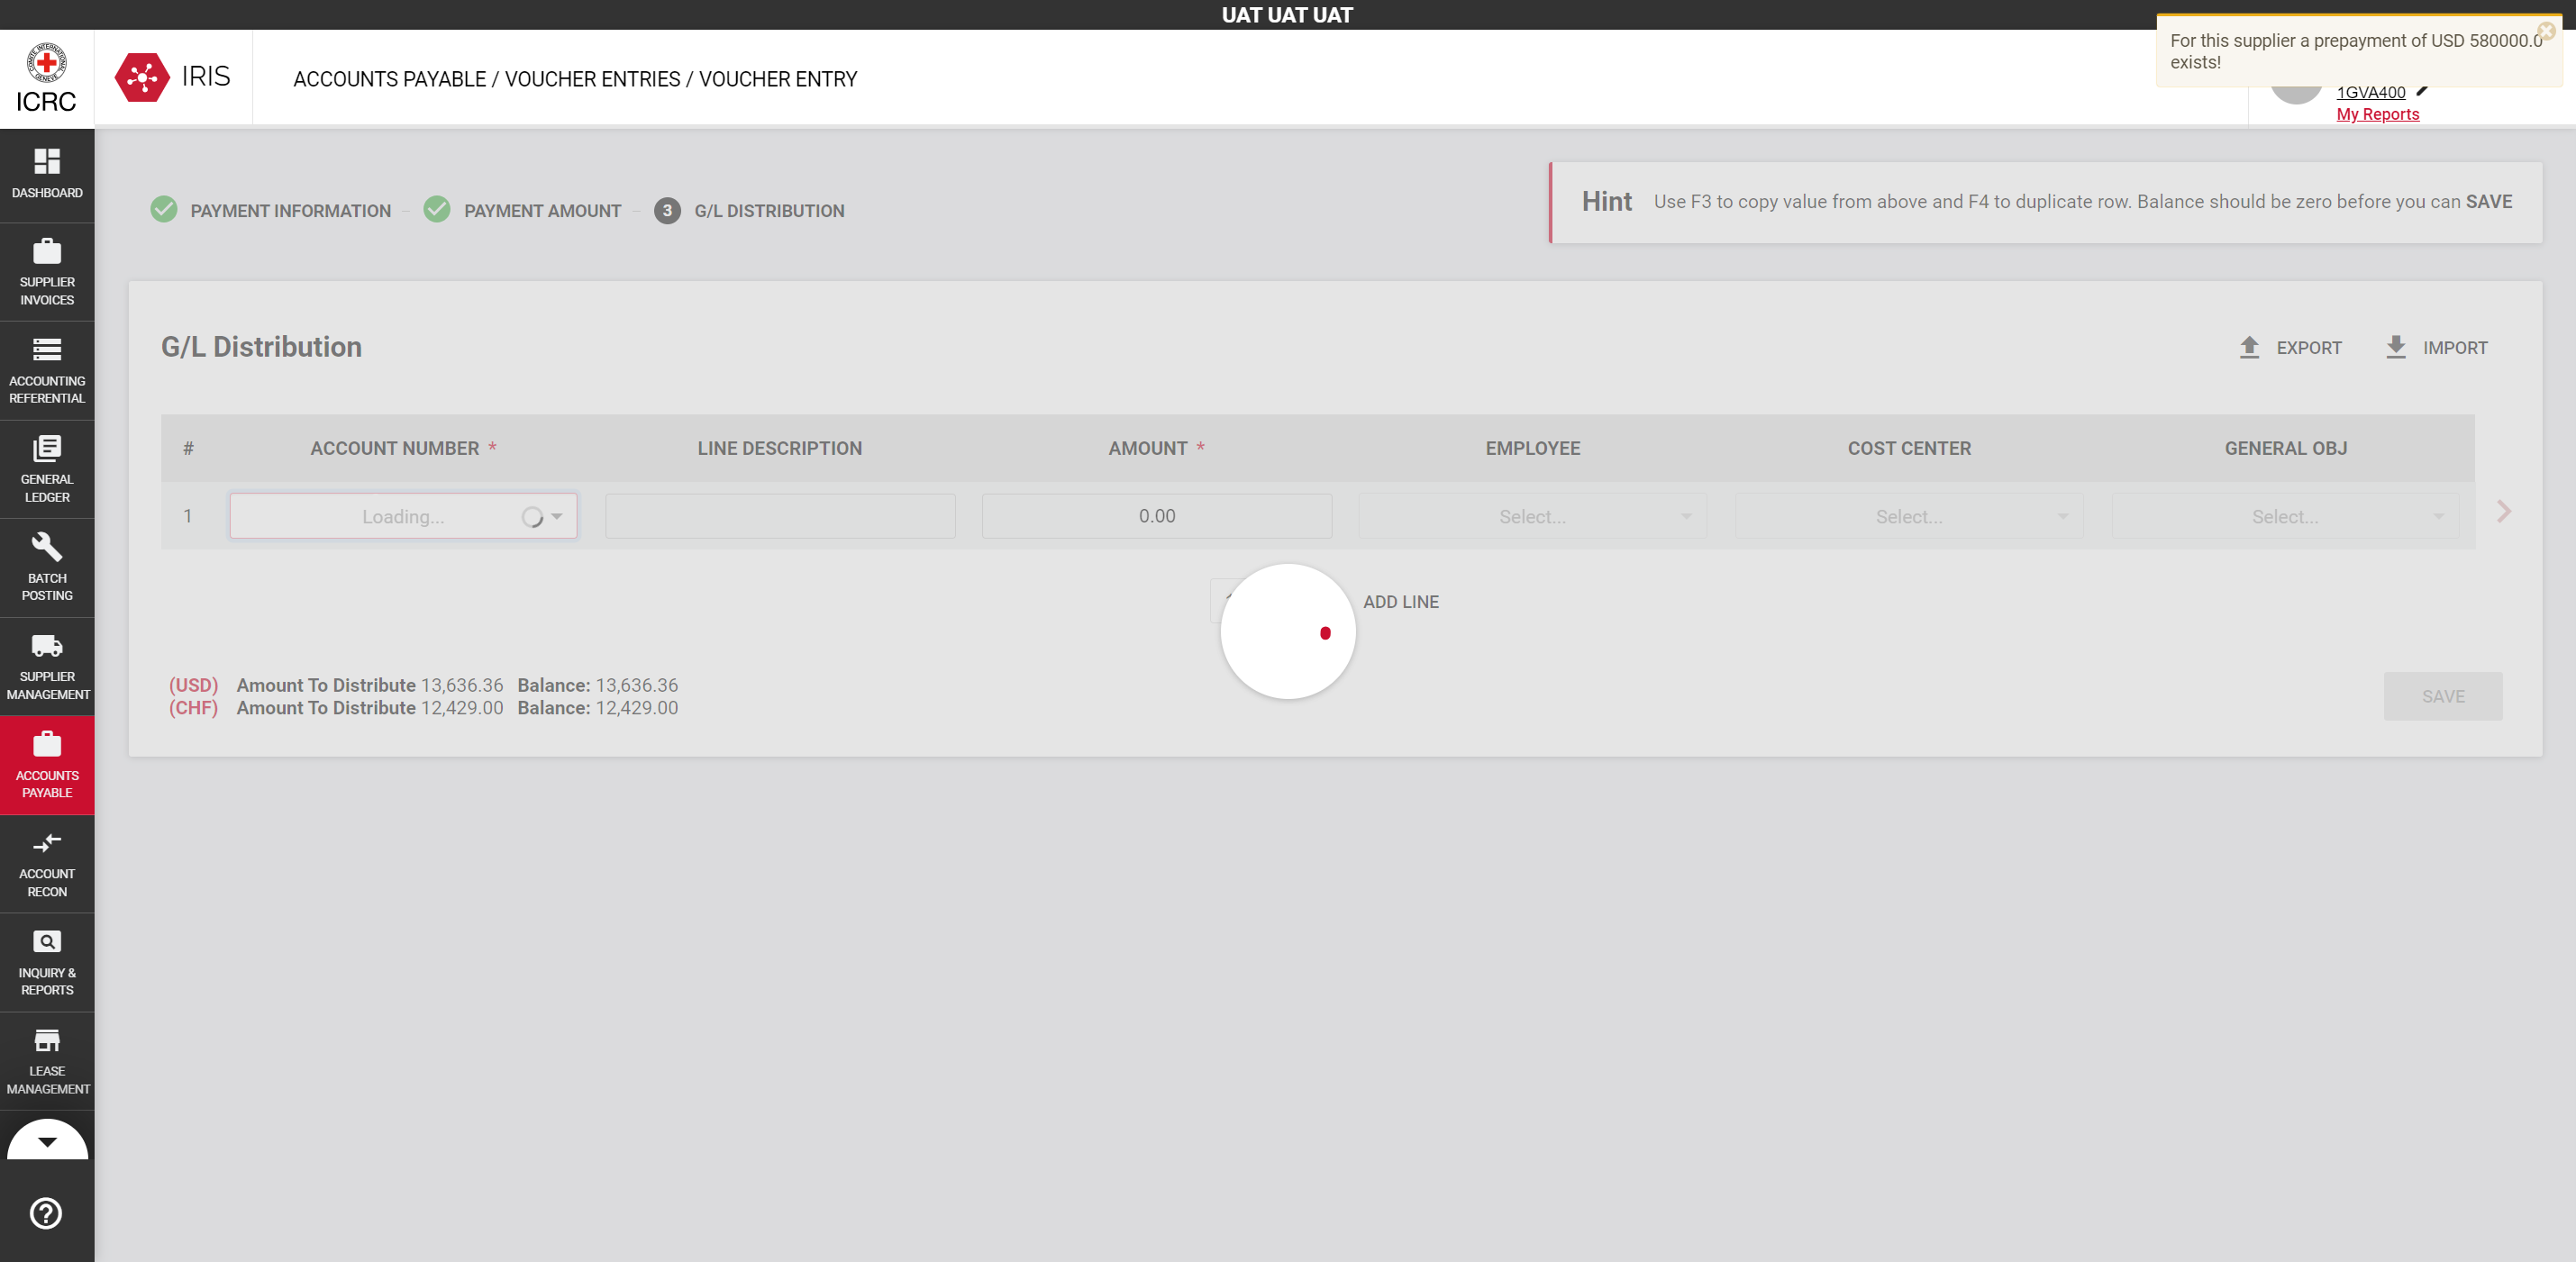 UAT UAT UAT
For this supplier a prepayment of USD 580000.0
exists!
ICRC
IRIS
ACCOUNTS PAYABLE / VOUCHER ENTRIES / VOUCHER ENTRY
1GVA400
My Reports
DASHBOARD
SUPPLIER
INVOICES
ACCOUNTING
REFERENTIAL
GENERAL
LEDGER
BATCH
POSTING
SUPPLIER
MANAGEMENT
ACCOUNTS
PAYABLE
ACCOUNT
RECON
INQUIRY &
REPORTS
LEASE
MANAGEMENT
PAYMENT INFORMATION
PAYMENT AMOUNT
3 G/L DISTRIBUTION
Hint Use F3 to copy value from above and F4 to duplicate row. Balance should be zero before you can SAVE
G/L Distribution
EXPORT
IMPORT
# ACCOUNT NUMBER * LINE DESCRIPTION AMOUNT * EMPLOYEE COST CENTER GENERAL OBJ
1 Loading... 0.00 Select... Select... Select...
ADD LINE
(USD) Amount To Distribute 13,636.36 Balance: 13,636.36
(CHF) Amount To Distribute 12,429.00 Balance: 12,429.00
SAVE